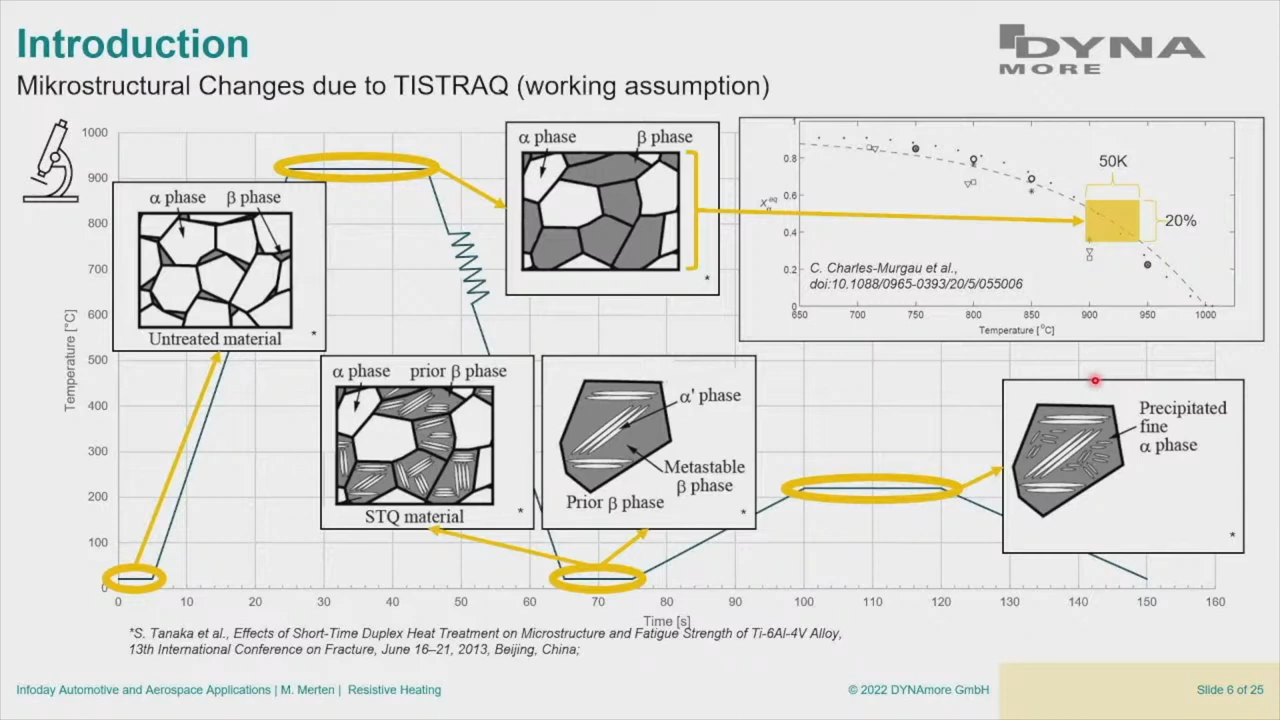 Introduction
Mikrostructural Changes due to TISTRAQ (working assumption)
DYNA
MORE
Temperature [°C]
1000
900
800
700
600
500
400
300
200
100
0
0 10 20 30 40 50 60 70 80 90 100 110 120 130 140 150 160
Time [s]
α phase β phase
Untreated material
*
α phase β phase
*
1
0.8
0.6
0.4
0.2
0
X_α^eq
50K
20%
C. Charles-Murgau et al.,
doi:10.1088/0965-0393/20/5/055006
650 700 750 800 850 900 950 1000
Temperature [°C]
α phase prior β phase
STQ material
*
α' phase
Metastable
β phase
Prior β phase
*
Precipitated
fine
α phase
*
*S. Tanaka et al., Effects of Short-Time Duplex Heat Treatment on Microstructure and Fatigue Strength of Ti-6Al-4V Alloy,
13th International Conference on Fracture, June 16–21, 2013, Beijing, China;
Infoday Automotive and Aerospace Applications | M. Merten | Resistive Heating
© 2022 DYNAmore GmbH
Slide 6 of 25